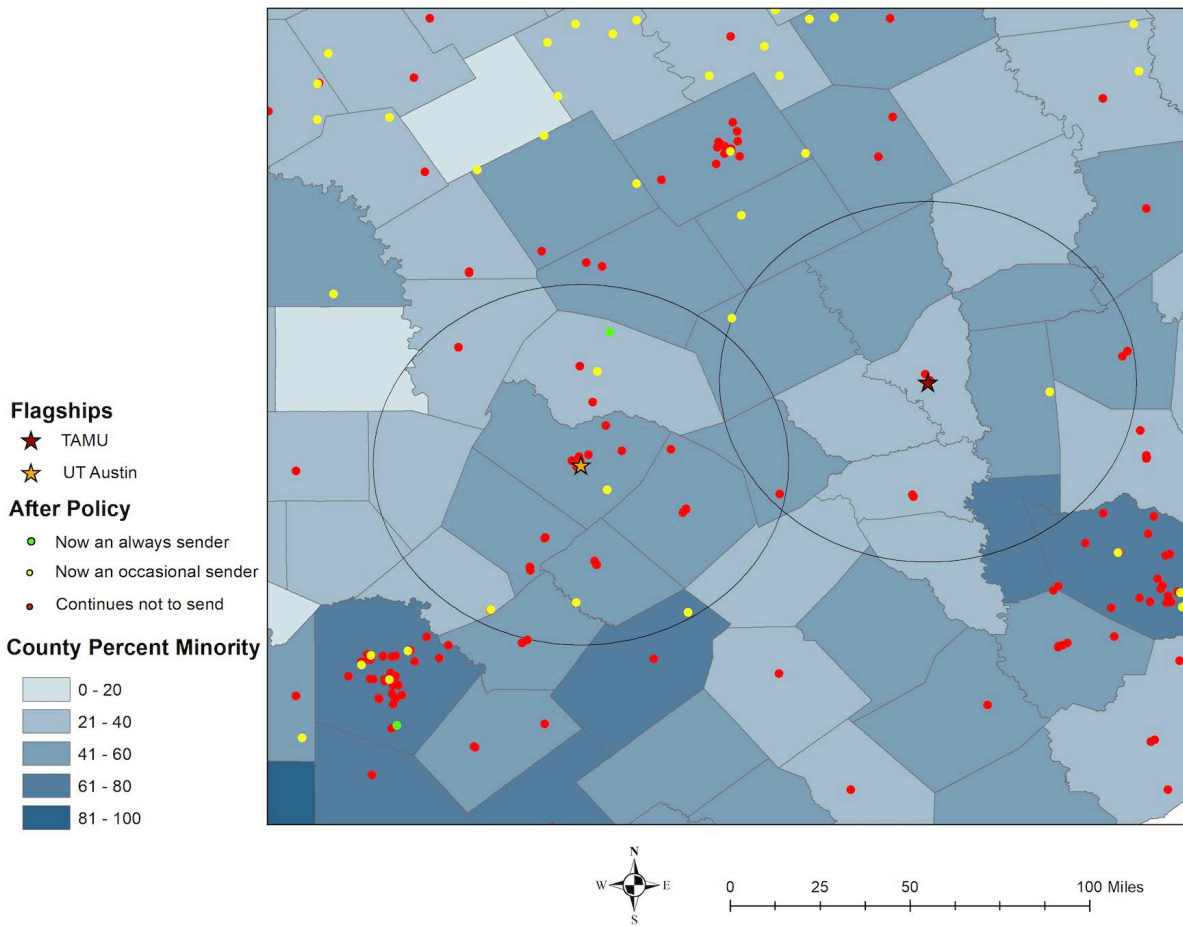 Flagships
TAMU
UT Austin
After Policy
Now an always sender
Now an occasional sender
Continues not to send
County Percent Minority
0 - 20
21 - 40
41 - 60
61 - 80
81 - 100
N
W E
S
0 25 50 100 Miles